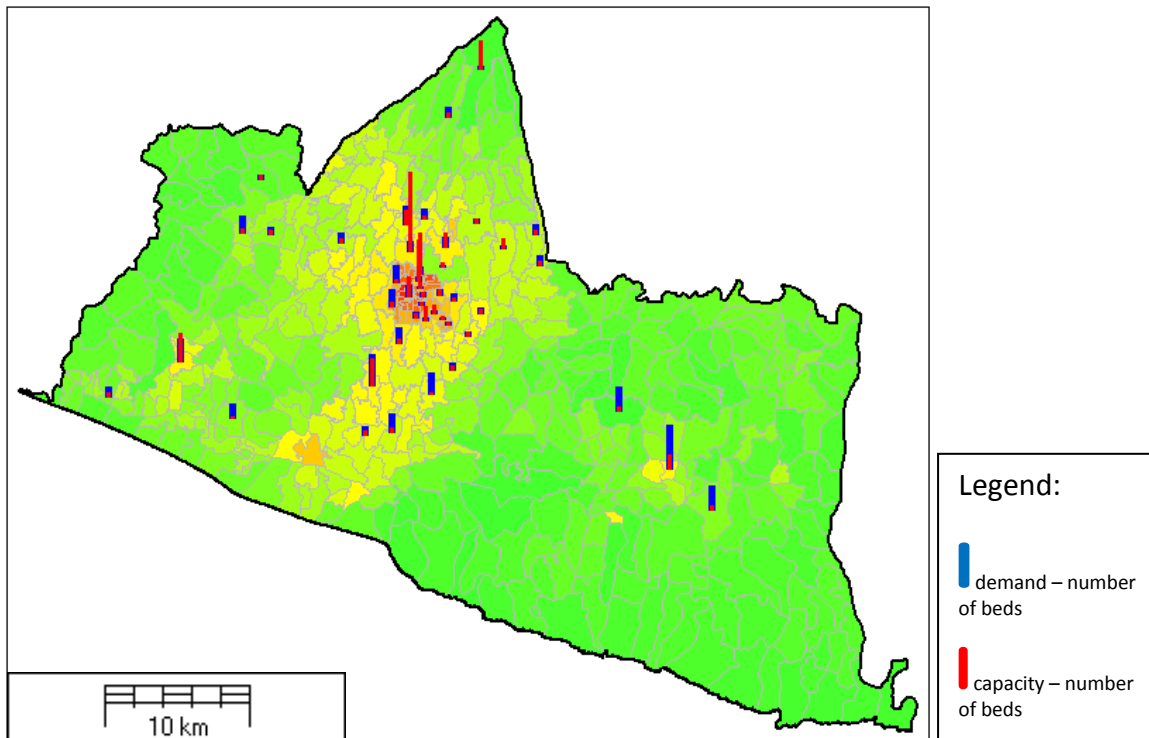 10 km
Legend:
demand – number
of beds
capacity – number
of beds